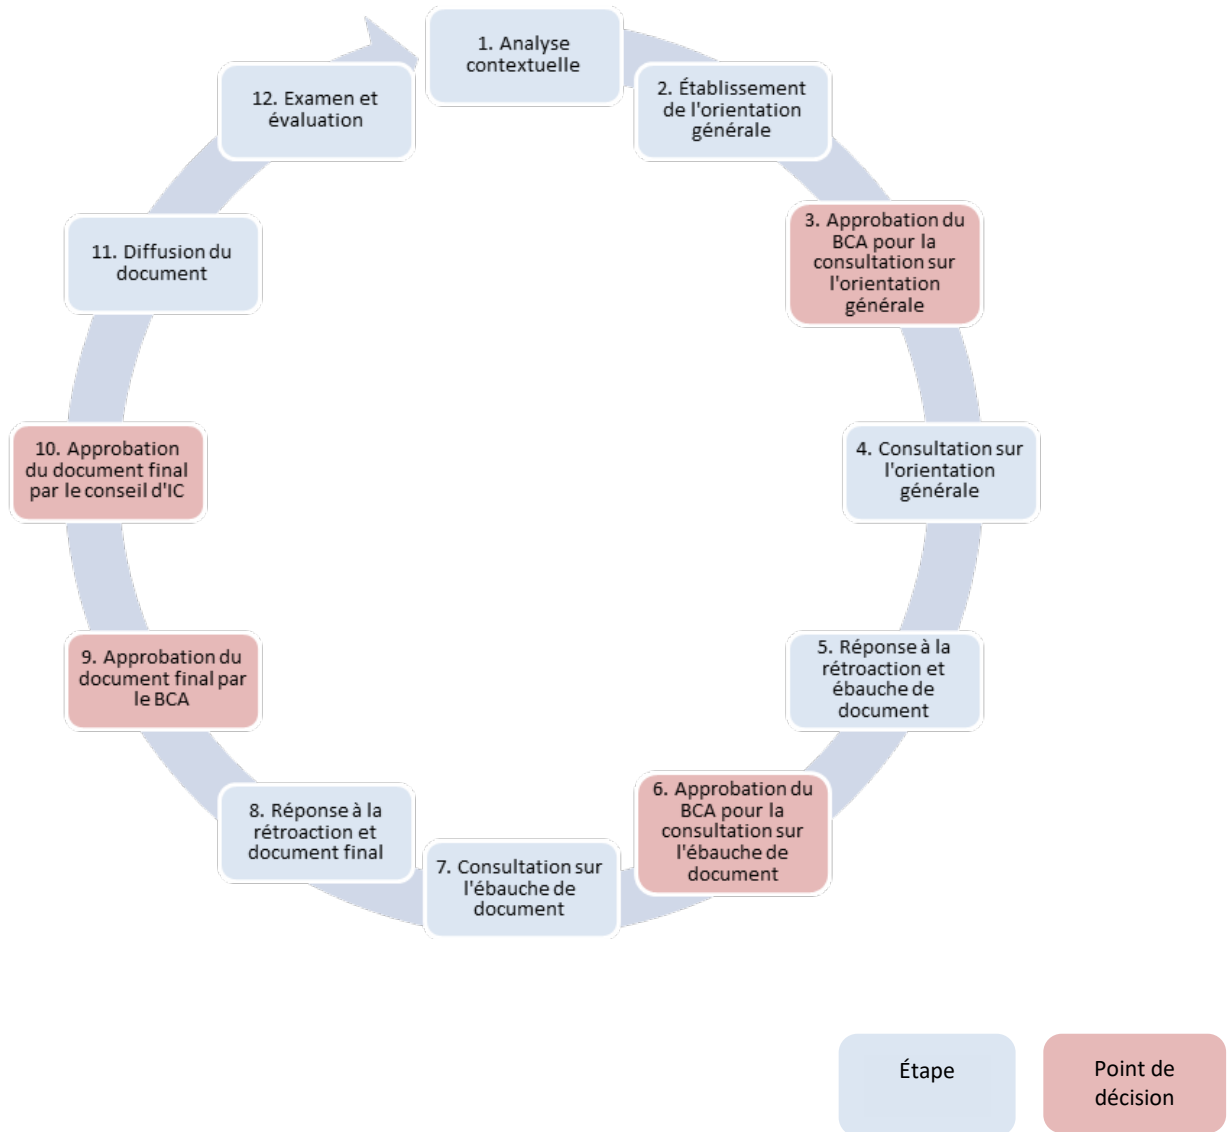 1. Analyse
contextuelle
2. Établissement
de l'orientation
générale
3. Approbation du
BCA pour la
consultation sur
l'orientation
générale
4. Consultation sur
l'orientation
générale
5. Réponse à la
rétroaction et
ébauche de
document
6. Approbation du
BCA pour la
consultation sur
l'ébauche de
document
7. Consultation sur
l'ébauche de
document
8. Réponse à la
rétroaction et
document final
9. Approbation du
document final par
le BCA
10. Approbation
du document final
par le conseil d'IC
11. Diffusion du
document
12. Examen et
évaluation
Étape
Point de
décision